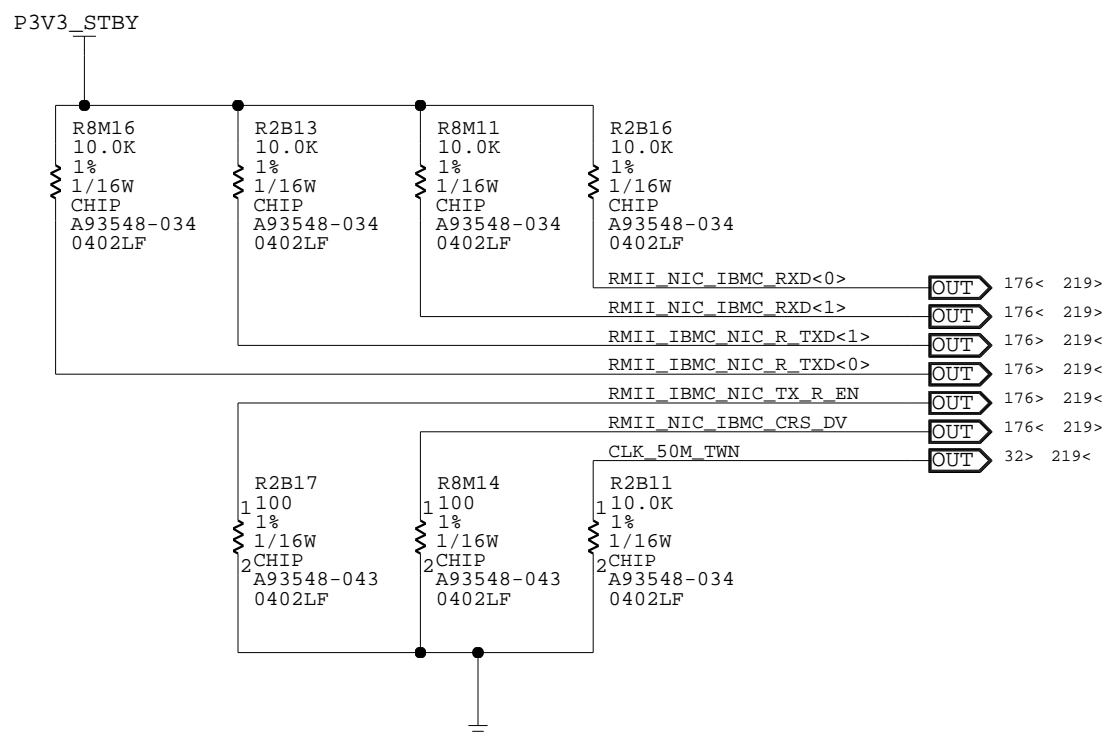 P3V3_STBY
R8M16
10.0K
1%
1/16W
CHIP
A93548-034
0402LF
R2B13
10.0K
1%
1/16W
CHIP
A93548-034
0402LF
R8M11
10.0K
1%
1/16W
CHIP
A93548-034
0402LF
R2B16
10.0K
1%
1/16W
CHIP
A93548-034
0402LF
RMII_NIC_IBMC_RXD<0> OUT 176< 219>
RMII_NIC_IBMC_RXD<1> OUT 176< 219>
RMII_IBMC_NIC_R_TXD<1> OUT 176> 219<
RMII_IBMC_NIC_R_TXD<0> OUT 176> 219<
RMII_IBMC_NIC_TX_R_EN OUT 176> 219<
RMII_NIC_IBMC_CRS_DV OUT 176< 219>
CLK_50M_TWN OUT 32> 219<
R2B17
1 100
1%
1/16W
2 CHIP
A93548-043
0402LF
R8M14
1 100
1%
1/16W
2 CHIP
A93548-043
0402LF
R2B11
1 10.0K
1%
1/16W
2 CHIP
A93548-034
0402LF